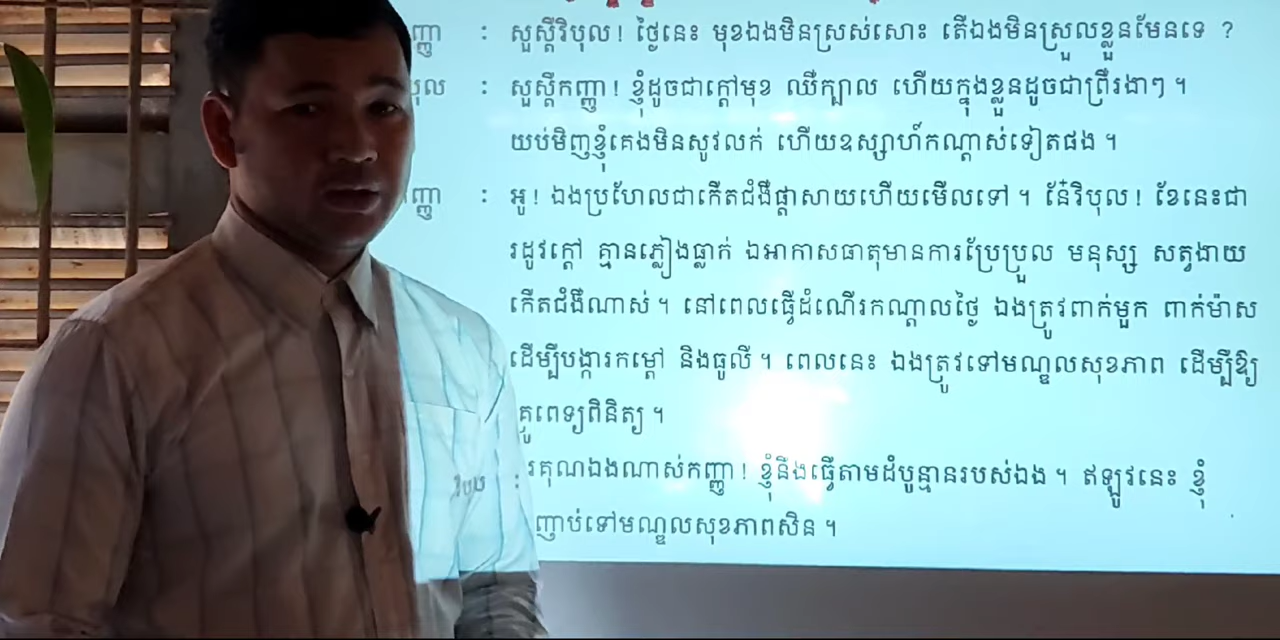 ញ្ញា : សួស្តីវិបុល! ថ្ងៃនេះ មុខឯងមិនស្រស់សោះ តើឯងមិនស្រួលខ្លួនមែនទេ ?
បុល : សួស្តីកញ្ញា! ខ្ញុំដូចជាក្តៅមុខ ឈឺក្បាល ហើយក្នុងខ្លួនដូចជាព្រឺរងាៗ ។
យប់មិញខ្ញុំគេងមិនសូវលក់ ហើយឧស្សាហ៍កណ្តាស់ទៀតផង ។
ញ្ញា : អូ! ឯងប្រហែលជាកើតជំងឺផ្តាសាយហើយមើលទៅ ។ នែ៎វិបុល! ខែនេះជា
រដូវក្តៅ គ្មានភ្លៀងធ្លាក់ ឯអាកាសធាតុមានការប្រែប្រួល មនុស្ស សត្វងាយ
កើតជំងឺណាស់ ។ នៅពេលធ្វើដំណើរកណ្តាលថ្ងៃ ឯងត្រូវពាក់មួក ពាក់ម៉ាស
ដើម្បីបង្ការកម្តៅ និងធូលី ។ ពេលនេះ ឯងត្រូវទៅមណ្ឌលសុខភាព ដើម្បីឱ្យ
គ្រូពេទ្យពិនិត្យ ។
វិបុល : រគុណឯងណាស់កញ្ញា! ខ្ញុំនឹងធ្វើតាមដំបូន្មានរបស់ឯង ។ ឥឡូវនេះ ខ្ញុំ
ញាប់ទៅមណ្ឌលសុខភាពសិន ។